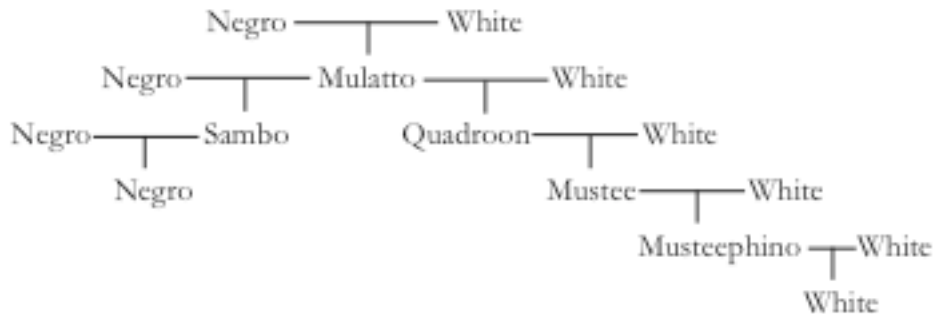 Negro White
Negro Mulatto White
Negro Sambo Quadroon White
Negro Mustee White
Musteephino White
White